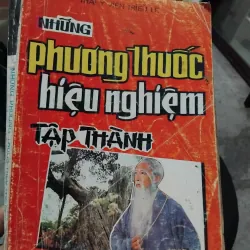 NHỮNG
phương Thuốc
hiệu nghiệm
TẬP THÀNH